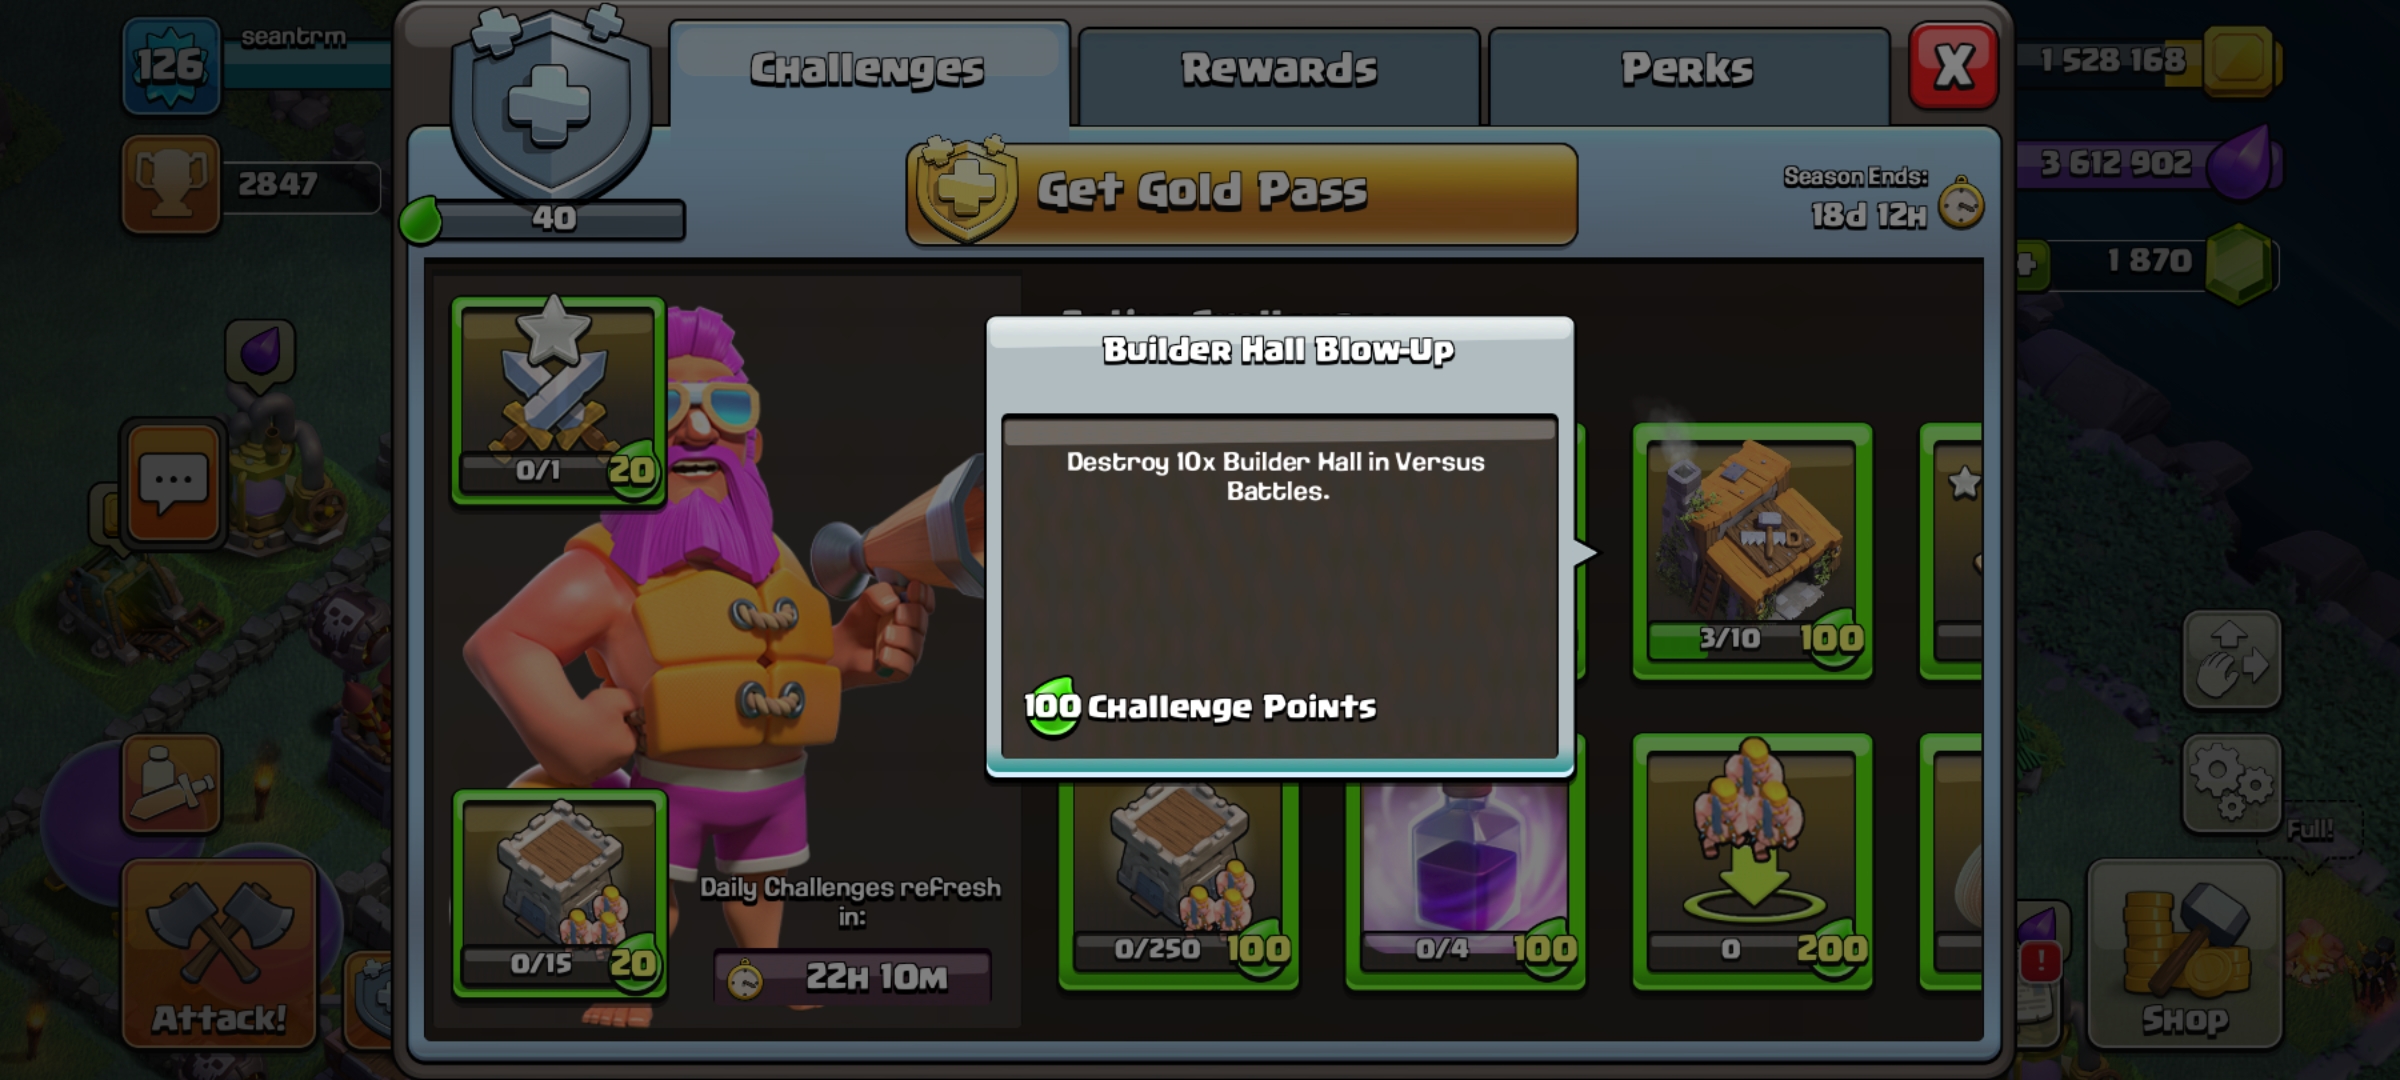 126
seantrm
2847
40
Challenges
Rewards
Perks
X
Get Gold Pass
Season Ends:
18d 12H
1 528 168
3 612 902
1 870
0/1
20
Builder Hall Blow-Up
Destroy 10x Builder Hall in Versus
Battles.
100 Challenge Points
3/10
100
0/15
20
Daily Challenges refresh
in:
22H 10M
0/250
100
0/4
100
0
200
Full!
!
Attack!
Shop